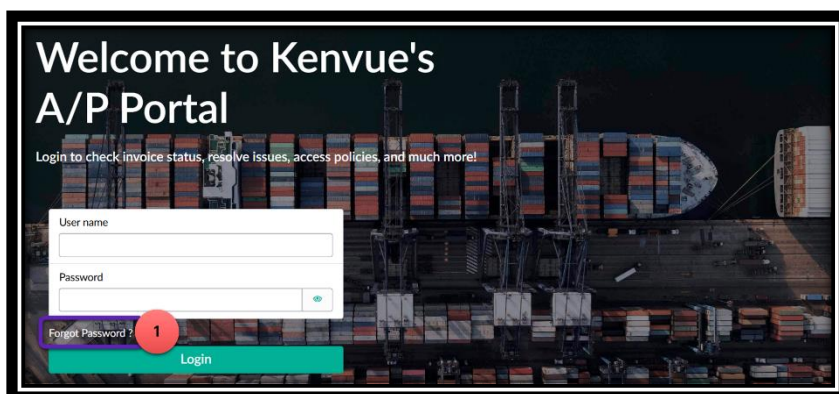 Welcome to Kenvue's
A/P Portal
Login to check invoice status, resolve issues, access policies, and much more!
User name
Password
Forgot Password ?
1
Login